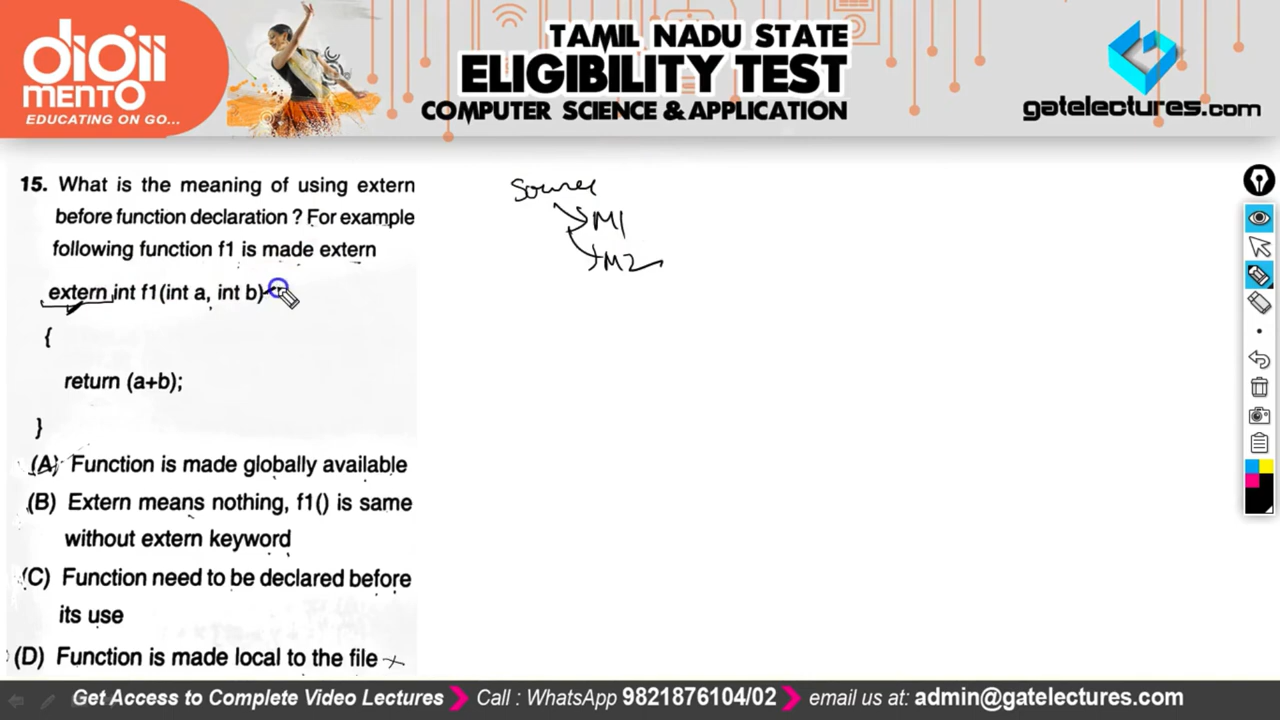 diGii
MENTO
EDUCATING ON GO...
TAMIL NADU STATE
ELIGIBILITY TEST
COMPUTER SCIENCE & APPLICATION
gatelectures.com
15. What is the meaning of using extern
before function declaration ? For example
following function f1 is made extern
extern int f1(int a, int b)
{
return (a+b);
}
(A) Function is made globally available
(B) Extern means nothing, f1() is same
without extern keyword
(C) Function need to be declared before
its use
(D) Function is made local to the file
Source
M1
M2
Get Access to Complete Video Lectures
Call : WhatsApp 9821876104/02
email us at: admin@gatelectures.com